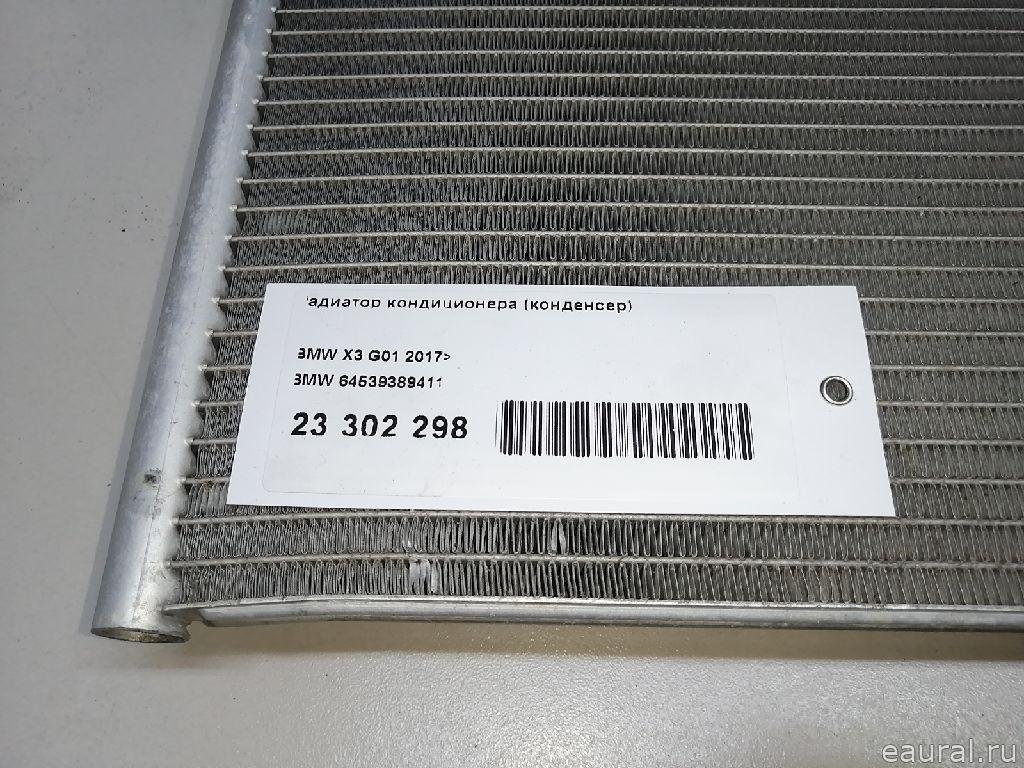 Радиатор кондиционера (конденсер)
BMW X3 G01 2017>
BMW 64539389411
23 302 298
eaural.ru